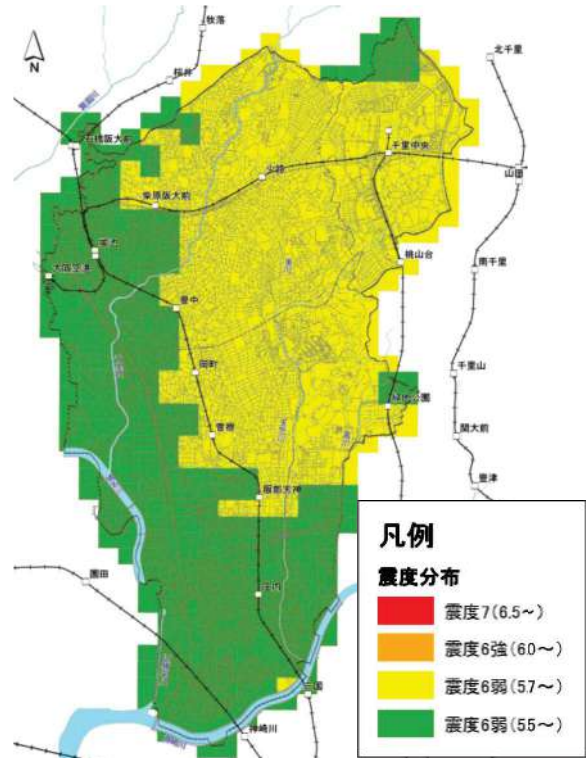 牧落
北千里
N
桜井
石橋阪大前
千里中央
山田
少路
柴原阪大前
蛍池
大阪空港
桃山台
南千里
豊中
岡町
千里山
緑地公園
曽根
関大前
豊津
服部天神
園田
庄内
三国
神崎川
凡例
震度分布
震度7(6.5~)
震度6強(6.0~)
震度6弱(5.7~)
震度6弱(5.5~)